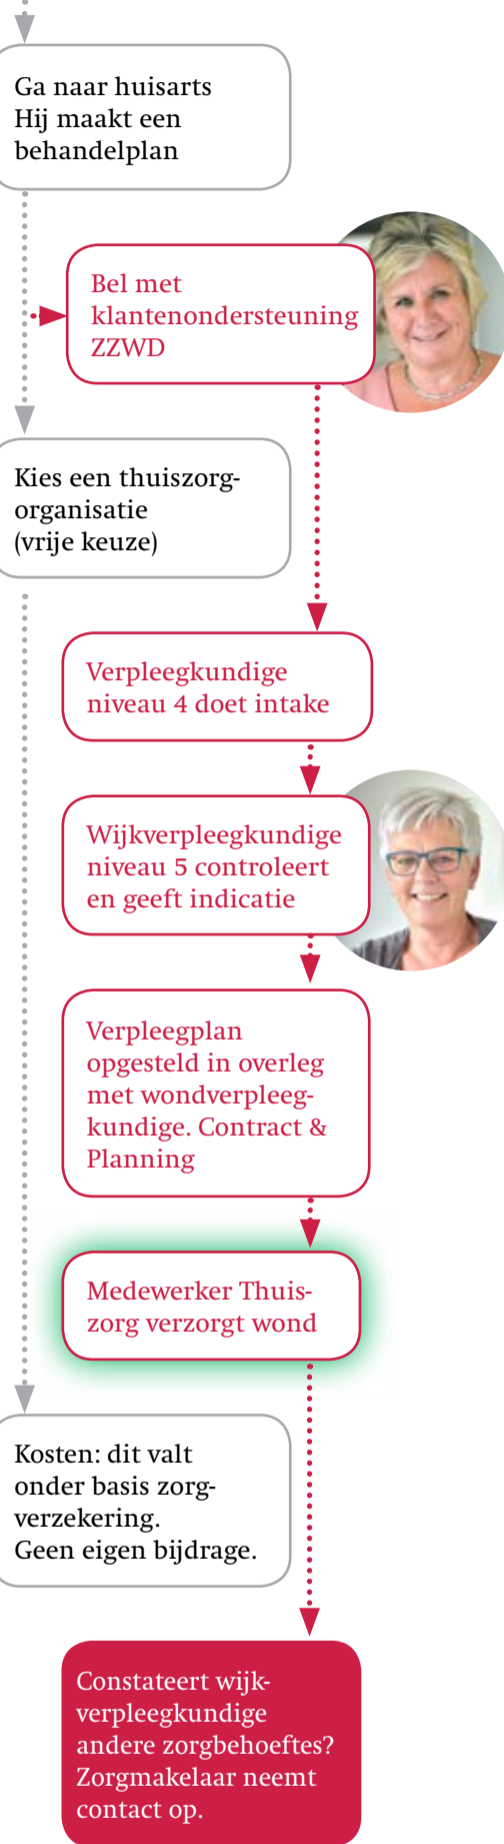 Ga naar huisarts
Hij maakt een
behandelplan
Bel met
klantenondersteuning
ZZWD
Kies een thuiszorg-
organisatie
(vrije keuze)
Verpleegkundige
niveau 4 doet intake
Wijkverpleegkundige
niveau 5 controleert
en geeft indicatie
Verpleegplan
opgesteld in overleg
met wondverpleeg-
kundige. Contract &
Planning
Medewerker Thuis-
zorg verzorgt wond
Kosten: dit valt
onder basis zorg-
verzekering.
Geen eigen bijdrage.
Constateert wijk-
verpleegkundige
andere zorgbehoeftes?
Zorgmakelaar neemt
contact op.